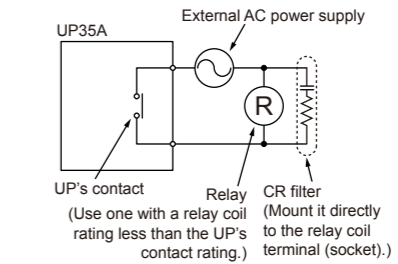 External AC power supply
UP35A
R
UP's contact
Relay
(Use one with a relay coil
rating less than the UP's
contact rating.)
CR filter
(Mount it directly
to the relay coil
terminal (socket).)